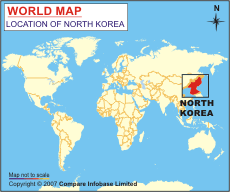 WORLD MAP
LOCATION OF NORTH KOREA
N
NORTH
KOREA
Map not to scale
Copyright © 2007 Compare Infobase Limited